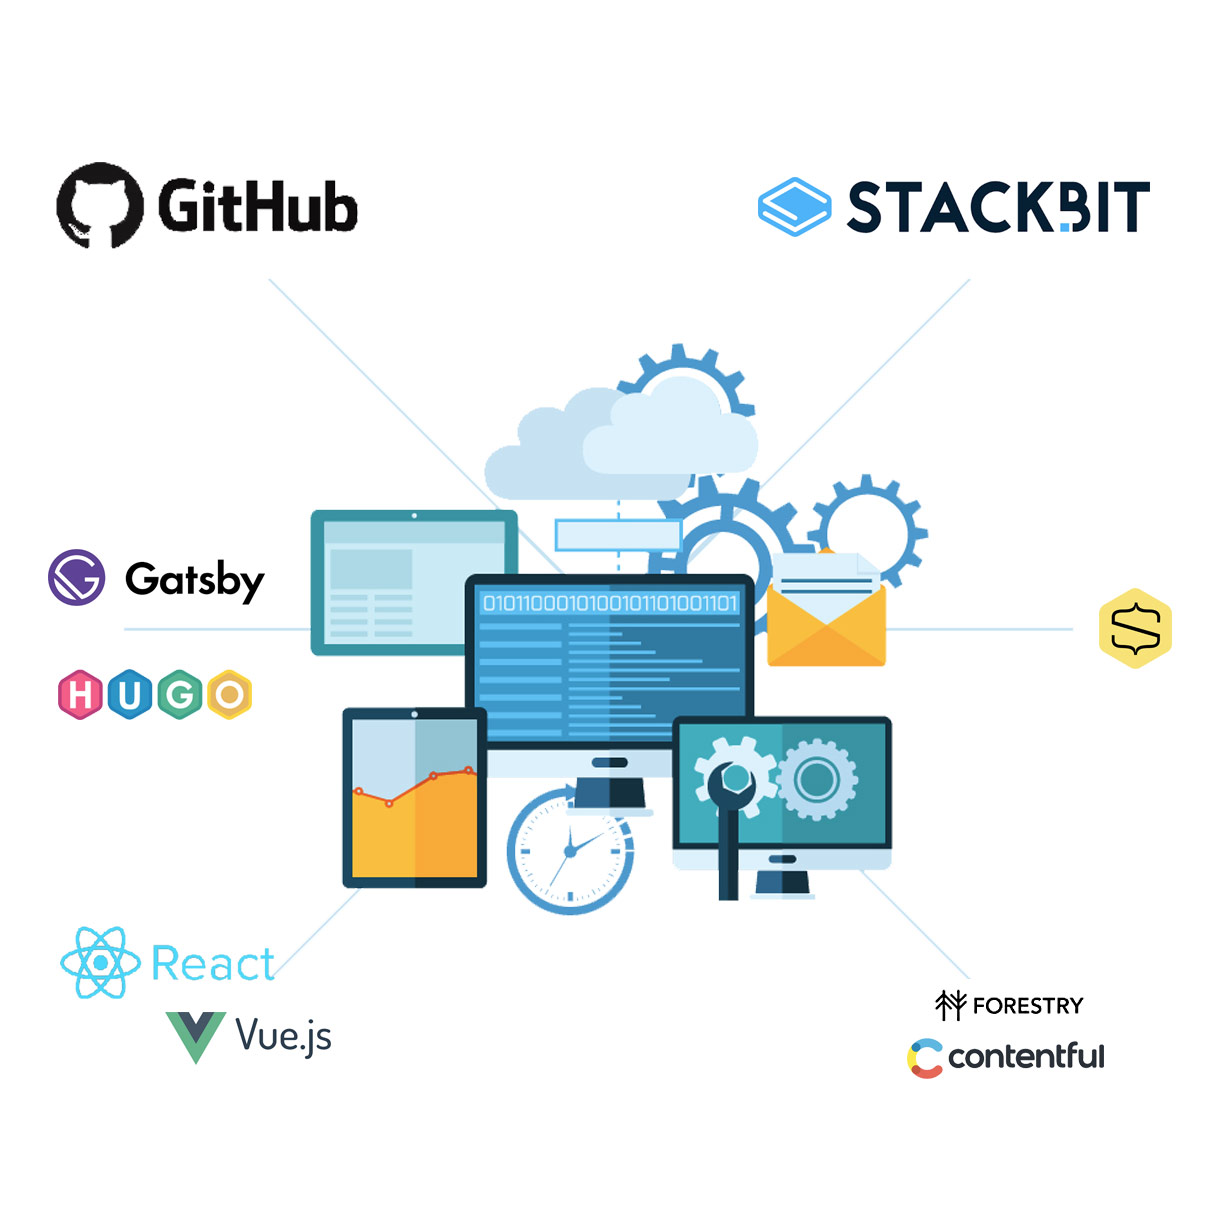 GitHub
STACKBIT
Gatsby
0101100010100101101001101
HUGO
React
Vue.js
FORESTRY
contentful